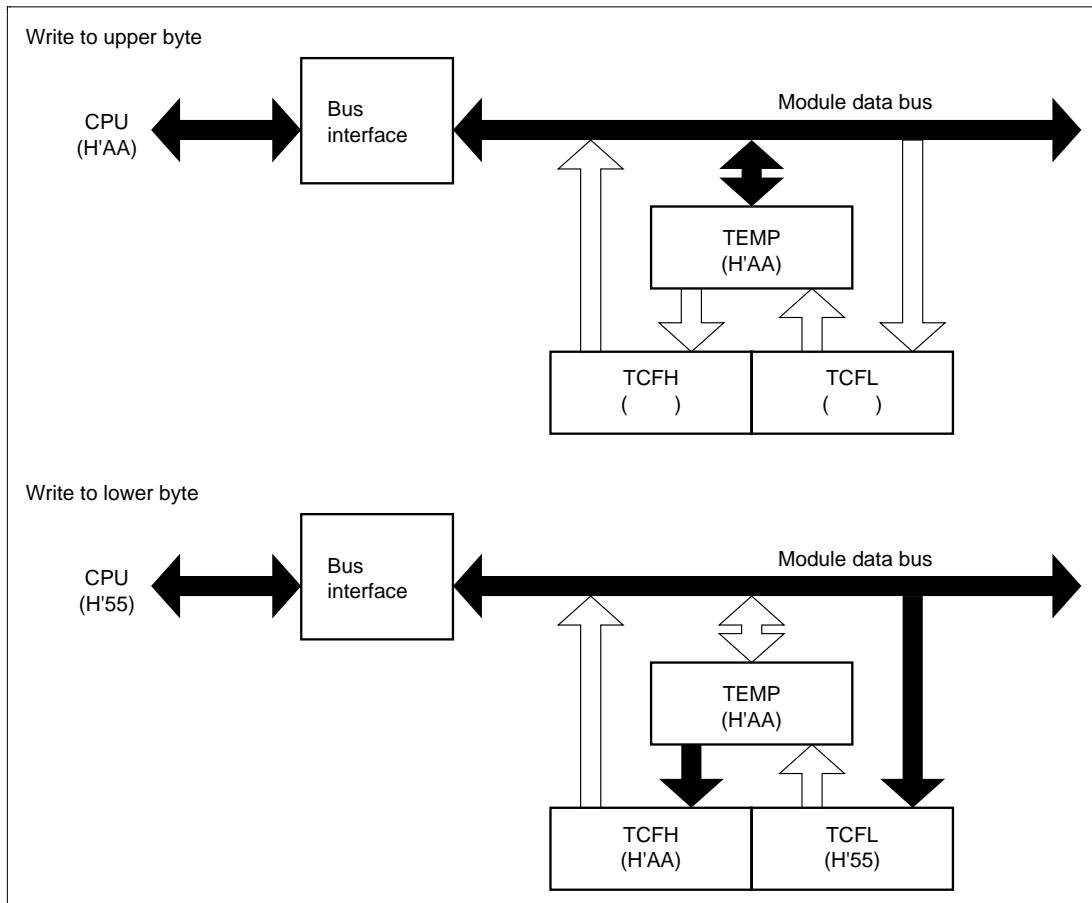 Write to upper byte
CPU
(H'AA)
Bus
interface
Module data bus
TEMP
(H'AA)
TCFH
( )
TCFL
( )
Write to lower byte
CPU
(H'55)
Bus
interface
Module data bus
TEMP
(H'AA)
TCFH
(H'AA)
TCFL
(H'55)